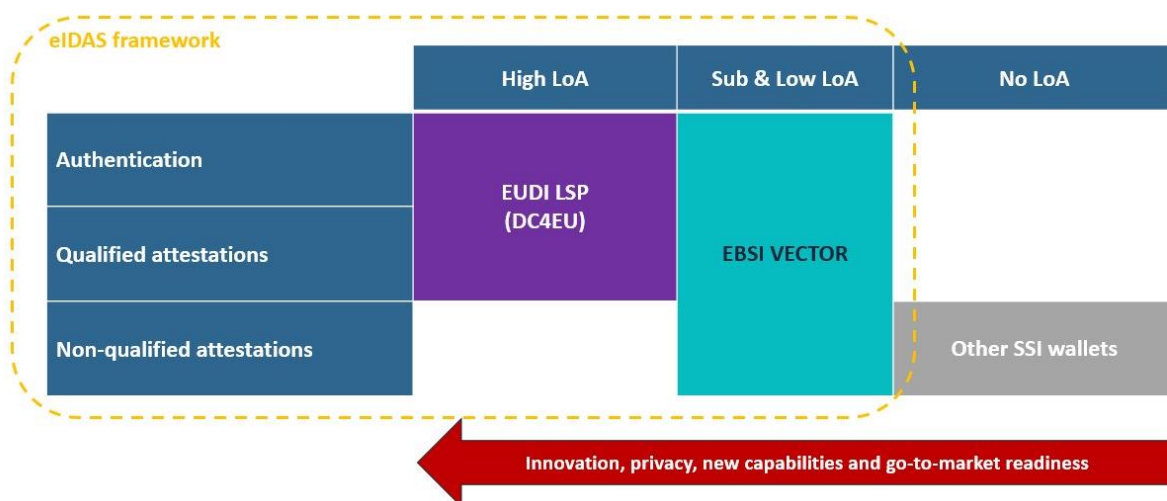 eIDAS framework
High LoA
Sub & Low LoA
No LoA
Authentication
EUDI LSP
(DC4EU)
Qualified attestations
EBSI VECTOR
Non-qualified attestations
Other SSI wallets
Innovation, privacy, new capabilities and go-to-market readiness